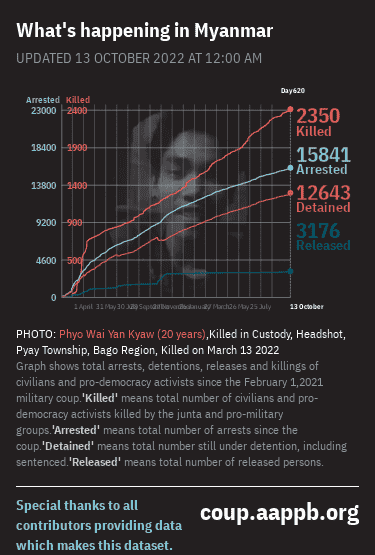 What's happening in Myanmar
UPDATED 13 OCTOBER 2022 AT 12:00 AM
Day620
Arrested Killed
23000 2400
2350
Killed
18400 1900
15841
Arrested
13800 1400
12643
Detained
9200 900
3176
Released
4600 500
0
1 April 31 May 30 July
25 July 13 October
PHOTO: Phyo Wai Yan Kyaw (20 years),Killed in Custody, Headshot,
Pyay Township, Bago Region, Killed on March 13 2022
Graph shows total arrests, detentions, releases and killings of
civilians and pro-democracy activists since the February 1,2021
military coup.'Killed' means total number of civilians and pro-
democracy activists killed by the junta and pro-military
groups.'Arrested' means total number of arrests since the
coup.'Detained' means total number still under detention, including
sentenced.'Released' means total number of released persons.
Special thanks to all
contributors providing data
which makes this dataset.
coup.aappb.org